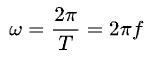 ω = 2π/T = 2πf